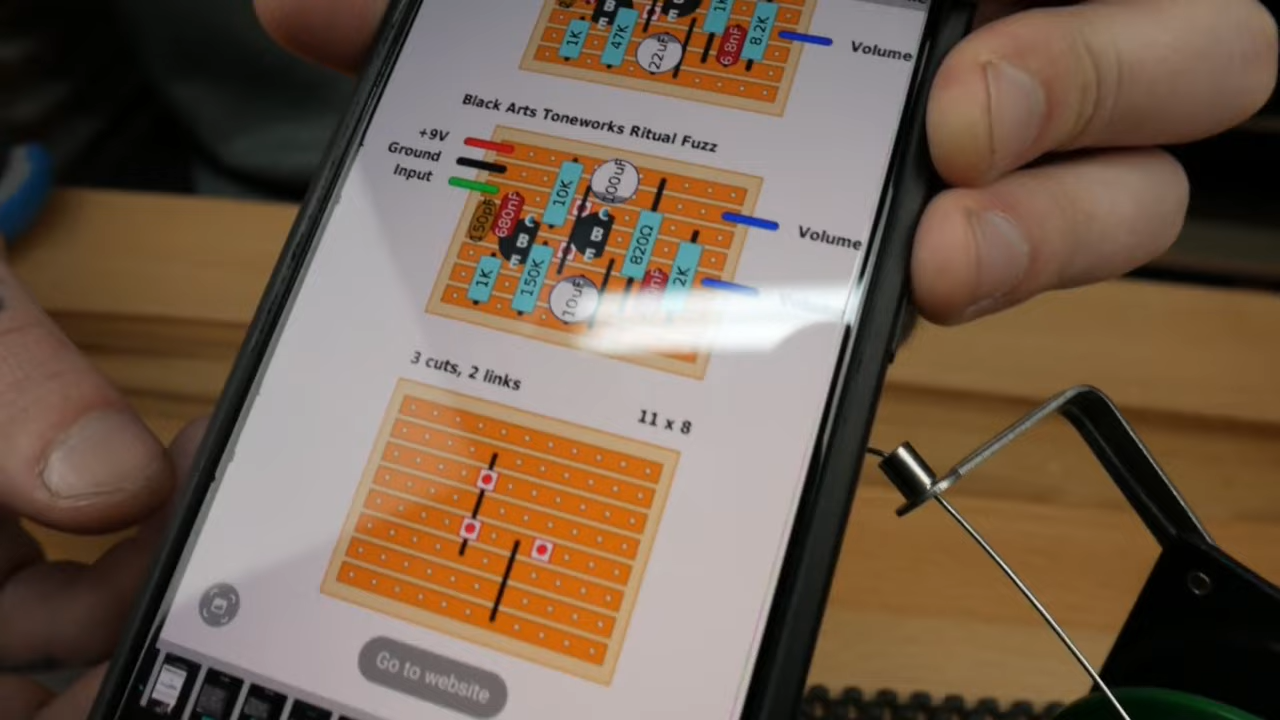 B
B
E
E
1K
47K
22uF
6.8nF
8.2K
Volume
Black Arts Toneworks Ritual Fuzz
+9V
Ground
Input
150pF
680nF
10K
100uF
C
B
E
C
B
E
1K
150K
10uF
820Ω
2K
Volume
3 cuts, 2 links
11 x 8
Go to website